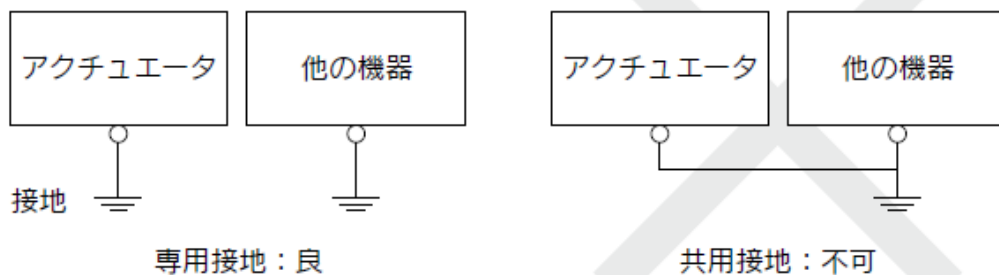 アクチュエータ
他の機器
アクチュエータ
他の機器
接地
専用接地：良
共用接地：不可